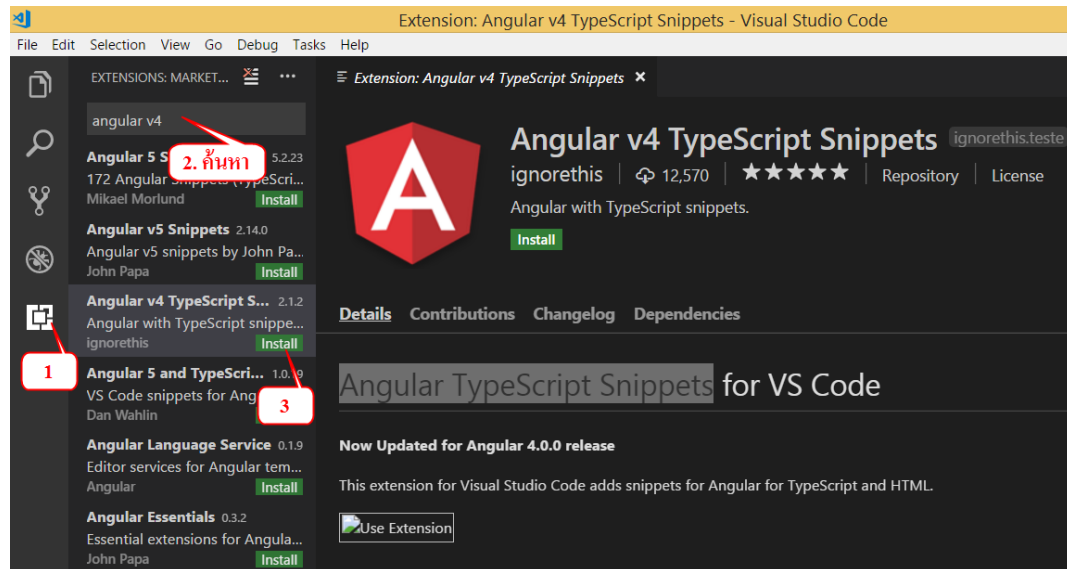 Extension: Angular v4 TypeScript Snippets - Visual Studio Code
File Edit Selection View Go Debug Tasks Help
EXTENSIONS: MARKET... ···
angular v4
2. ค้นหา
Angular 5 S 5.2.23
172 Angular Snippets (TypeScri...
Mikael Morlund Install
Angular v5 Snippets 2.14.0
Angular v5 snippets by John Pa...
John Papa Install
Angular v4 TypeScript S... 2.1.2
Angular with TypeScript snippe...
ignorethis Install
1
Angular 5 and TypeScri... 1.0. 9
VS Code snippets for Ang
Dan Wahlin
3
Angular Language Service 0.1.9
Editor services for Angular tem...
Angular Install
Angular Essentials 0.3.2
Essential extensions for Angula...
John Papa Install
Extension: Angular v4 TypeScript Snippets
A
Angular v4 TypeScript Snippets ignorethis.teste
ignorethis 12,570 ★★★★★ Repository License
Angular with TypeScript snippets.
Install
Details Contributions Changelog Dependencies
Angular TypeScript Snippets for VS Code
Now Updated for Angular 4.0.0 release
This extension for Visual Studio Code adds snippets for Angular for TypeScript and HTML.
Use Extension